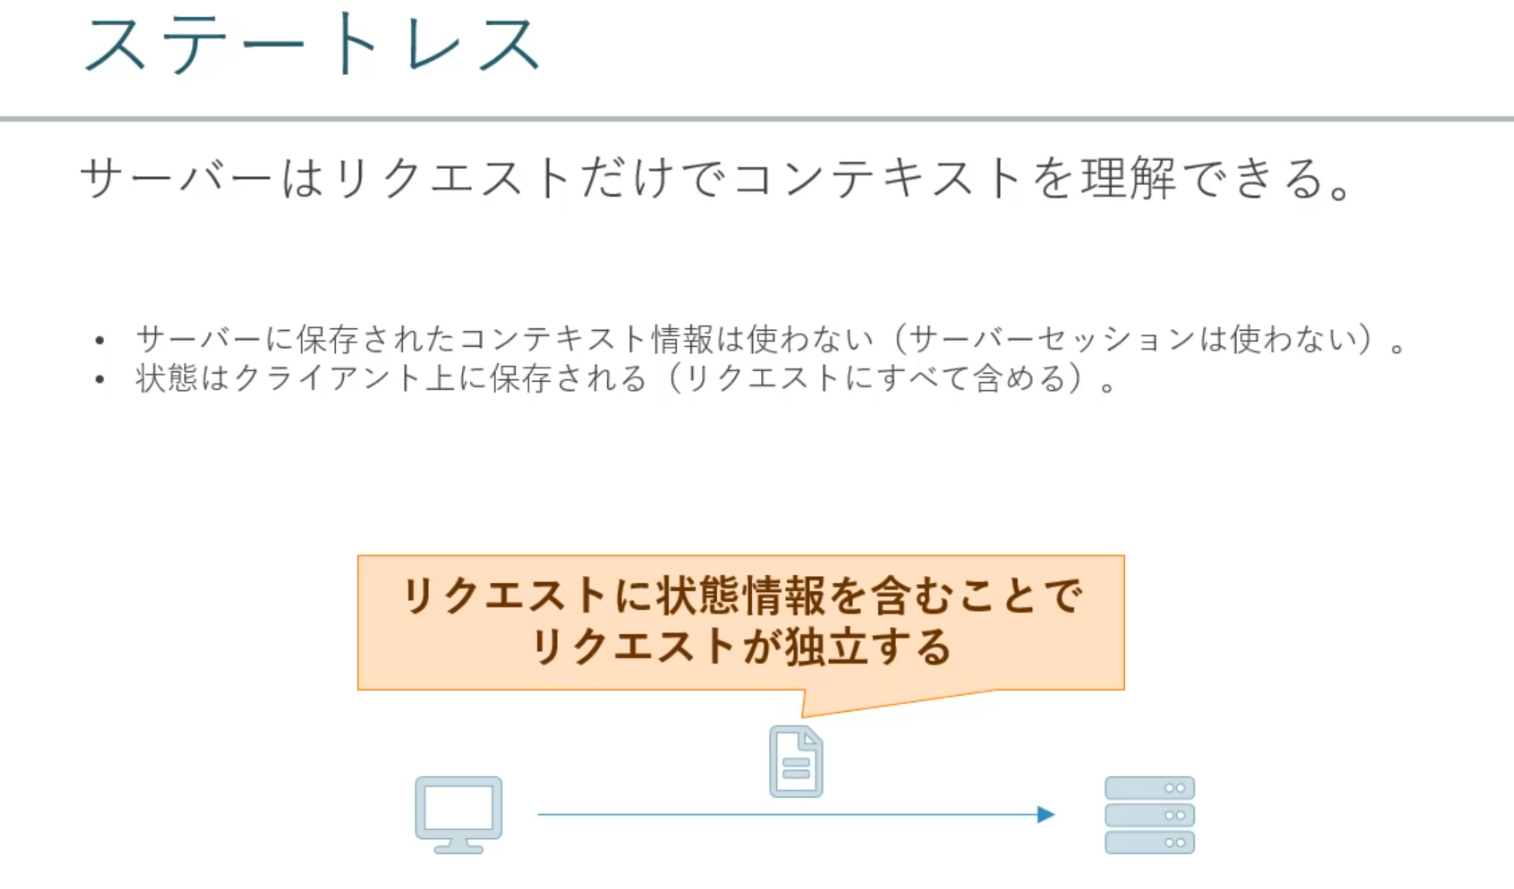 ステートレス
サーバーはリクエストだけでコンテキストを理解できる。
• サーバーに保存されたコンテキスト情報は使わない（サーバーセッションは使わない）。
• 状態はクライアント上に保存される（リクエストにすべて含める）。
リクエストに状態情報を含むことで
リクエストが独立する